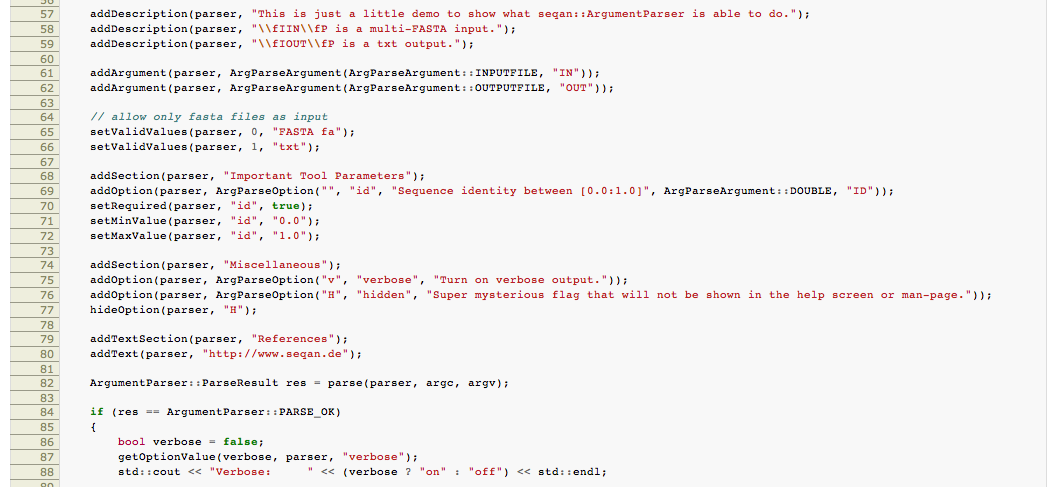 56
57 addDescription(parser, "This is just a little demo to show what seqan::ArgumentParser is able to do.");
58 addDescription(parser, "\\fIIN\\fP is a multi-FASTA input.");
59 addDescription(parser, "\\fIOUT\\fP is a txt output.");
60
61 addArgument(parser, ArgParseArgument(ArgParseArgument::INPUTFILE, "IN"));
62 addArgument(parser, ArgParseArgument(ArgParseArgument::OUTPUTFILE, "OUT"));
63
64 // allow only fasta files as input
65 setValidValues(parser, 0, "FASTA fa");
66 setValidValues(parser, 1, "txt");
67
68 addSection(parser, "Important Tool Parameters");
69 addOption(parser, ArgParseOption("", "id", "Sequence identity between [0.0:1.0]", ArgParseArgument::DOUBLE, "ID"));
70 setRequired(parser, "id", true);
71 setMinValue(parser, "id", "0.0");
72 setMaxValue(parser, "id", "1.0");
73
74 addSection(parser, "Miscellaneous");
75 addOption(parser, ArgParseOption("v", "verbose", "Turn on verbose output."));
76 addOption(parser, ArgParseOption("H", "hidden", "Super mysterious flag that will not be shown in the help screen or man-page."));
77 hideOption(parser, "H");
78
79 addTextSection(parser, "References");
80 addText(parser, "http://www.seqan.de");
81
82 ArgumentParser::ParseResult res = parse(parser, argc, argv);
83
84 if (res == ArgumentParser::PARSE_OK)
85 {
86 bool verbose = false;
87 getOptionValue(verbose, parser, "verbose");
88 std::cout << "Verbose:     " << (verbose ? "on" : "off") << std::endl;
89